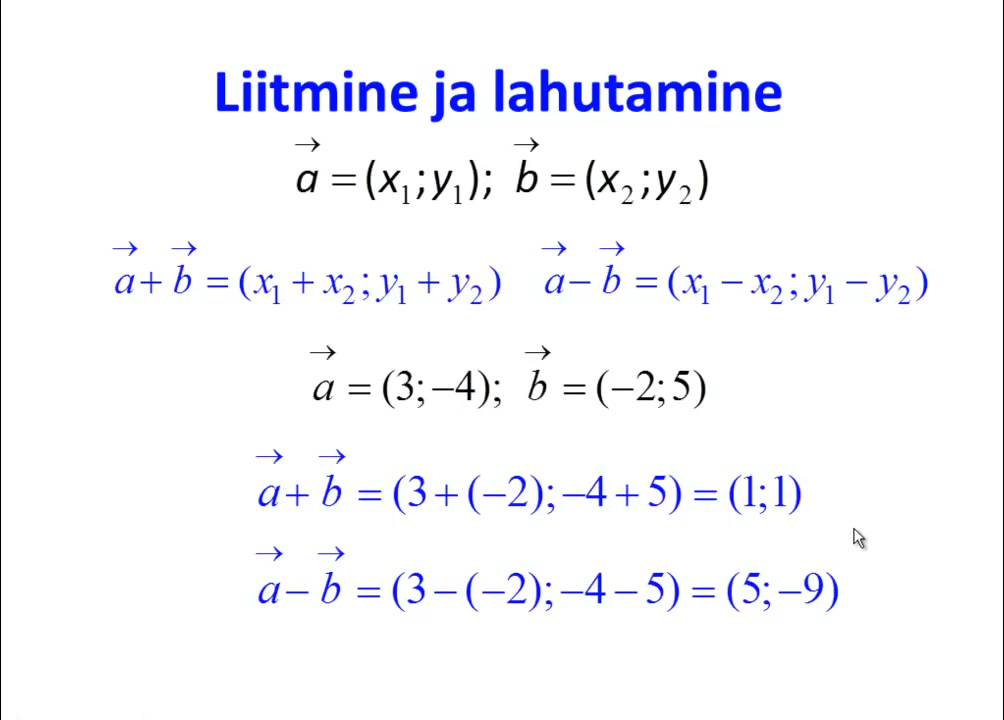 Liitmine ja lahutamine
a⃗ = (x₁;y₁); b⃗ = (x₂;y₂)
a⃗ + b⃗ = (x₁ + x₂; y₁ + y₂) a⃗ − b⃗ = (x₁ − x₂; y₁ − y₂)
a⃗ = (3;−4); b⃗ = (−2;5)
a⃗ + b⃗ = (3 + (−2);−4 + 5) = (1;1)
a⃗ − b⃗ = (3 − (−2);−4 − 5) = (5;−9)